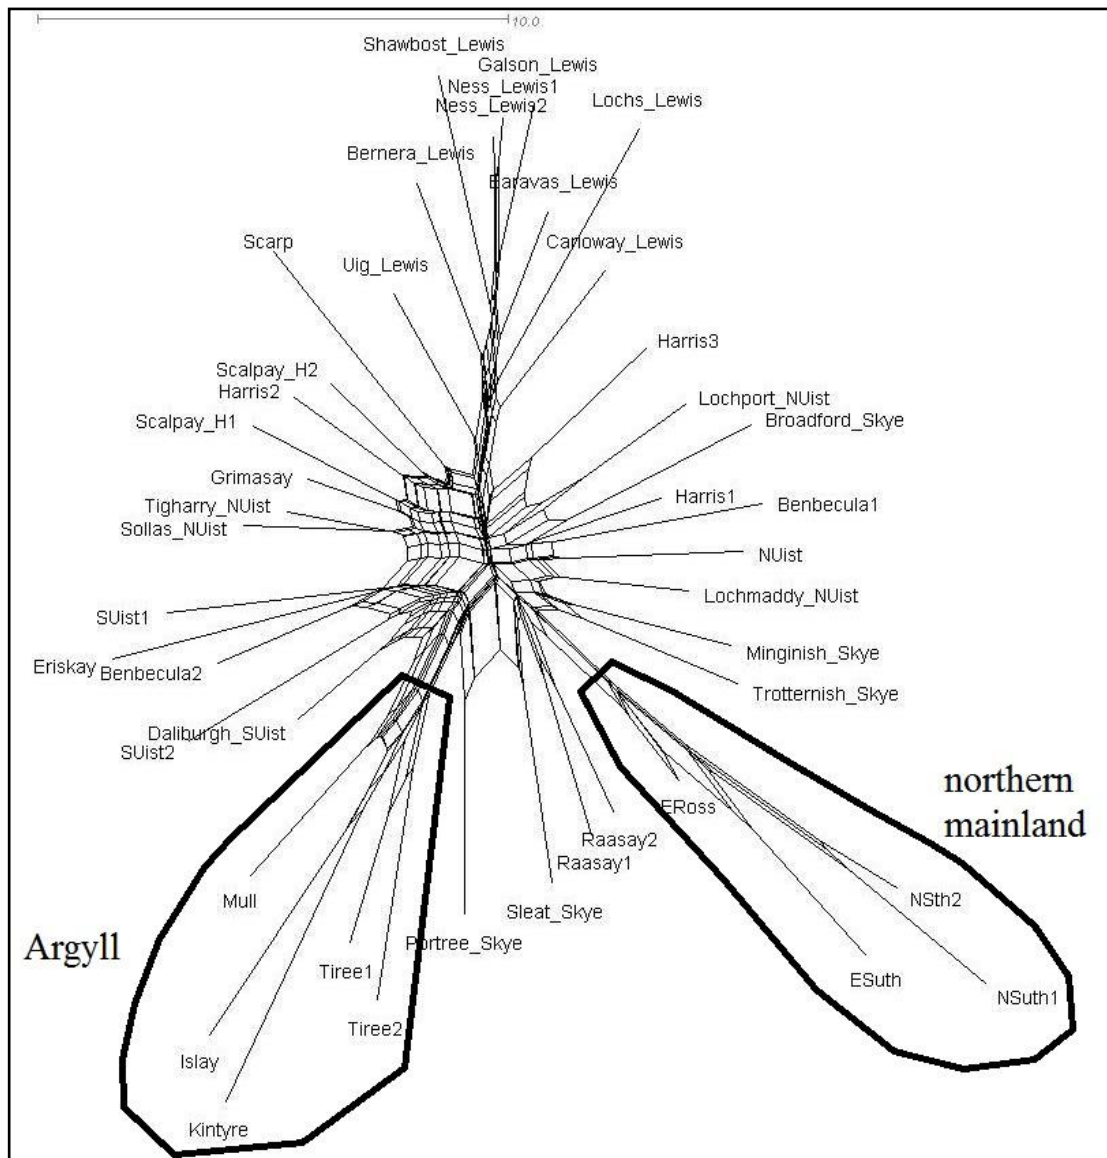 10.0
Shawbost_Lewis
Galson_Lewis
Ness_Lewis1
Ness_Lewis2
Lochs_Lewis
Bernera_Lewis
Baravas_Lewis
Scarp
Uig_Lewis
Carloway_Lewis
Harris3
Scalpay_H2
Harris2
Lochport_NUist
Scalpay_H1
Broadford_Skye
Grimasay
Harris1
Tigharry_NUist
Benbecula1
Sollas_NUist
NUist
SUist1
Lochmaddy_NUist
Eriskay
Benbecula2
Minginish_Skye
Trotternish_Skye
Daliburgh_SUist
SUist2
northern
mainland
ERoss
Raasay2
Raasay1
Mull
NSth2
Sleat_Skye
Argyll
Portree_Skye
Tiree1
ESuth
NSuth1
Tiree2
Islay
Kintyre